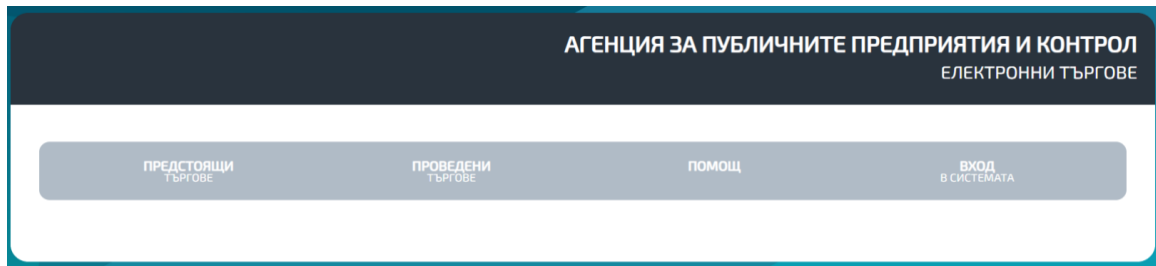 АГЕНЦИЯ ЗА ПУБЛИЧНИТЕ ПРЕДПРИЯТИЯ И КОНТРОЛ
ЕЛЕКТРОННИ ТЪРГОВЕ
ПРЕДСТОЯЩИ
ТЪРГОВЕ
ПРОВЕДЕНИ
ТЪРГОВЕ
ПОМОЩ
ВХОД
В СИСТЕМАТА